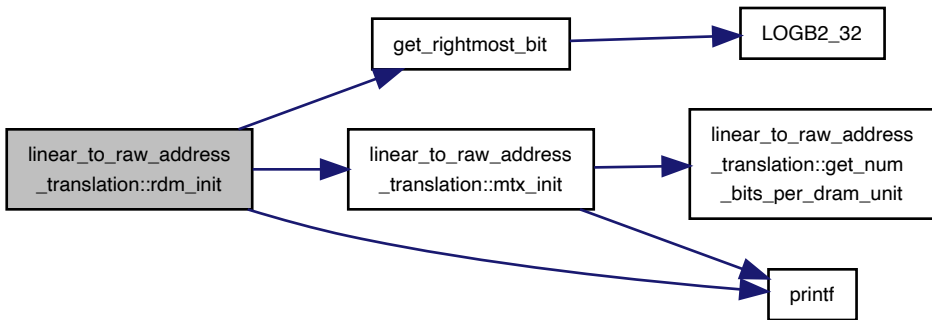 linear_to_raw_address
_translation::rdm_init
get_rightmost_bit
LOGB2_32
linear_to_raw_address
_translation::mtx_init
linear_to_raw_address
_translation::get_num
_bits_per_dram_unit
printf